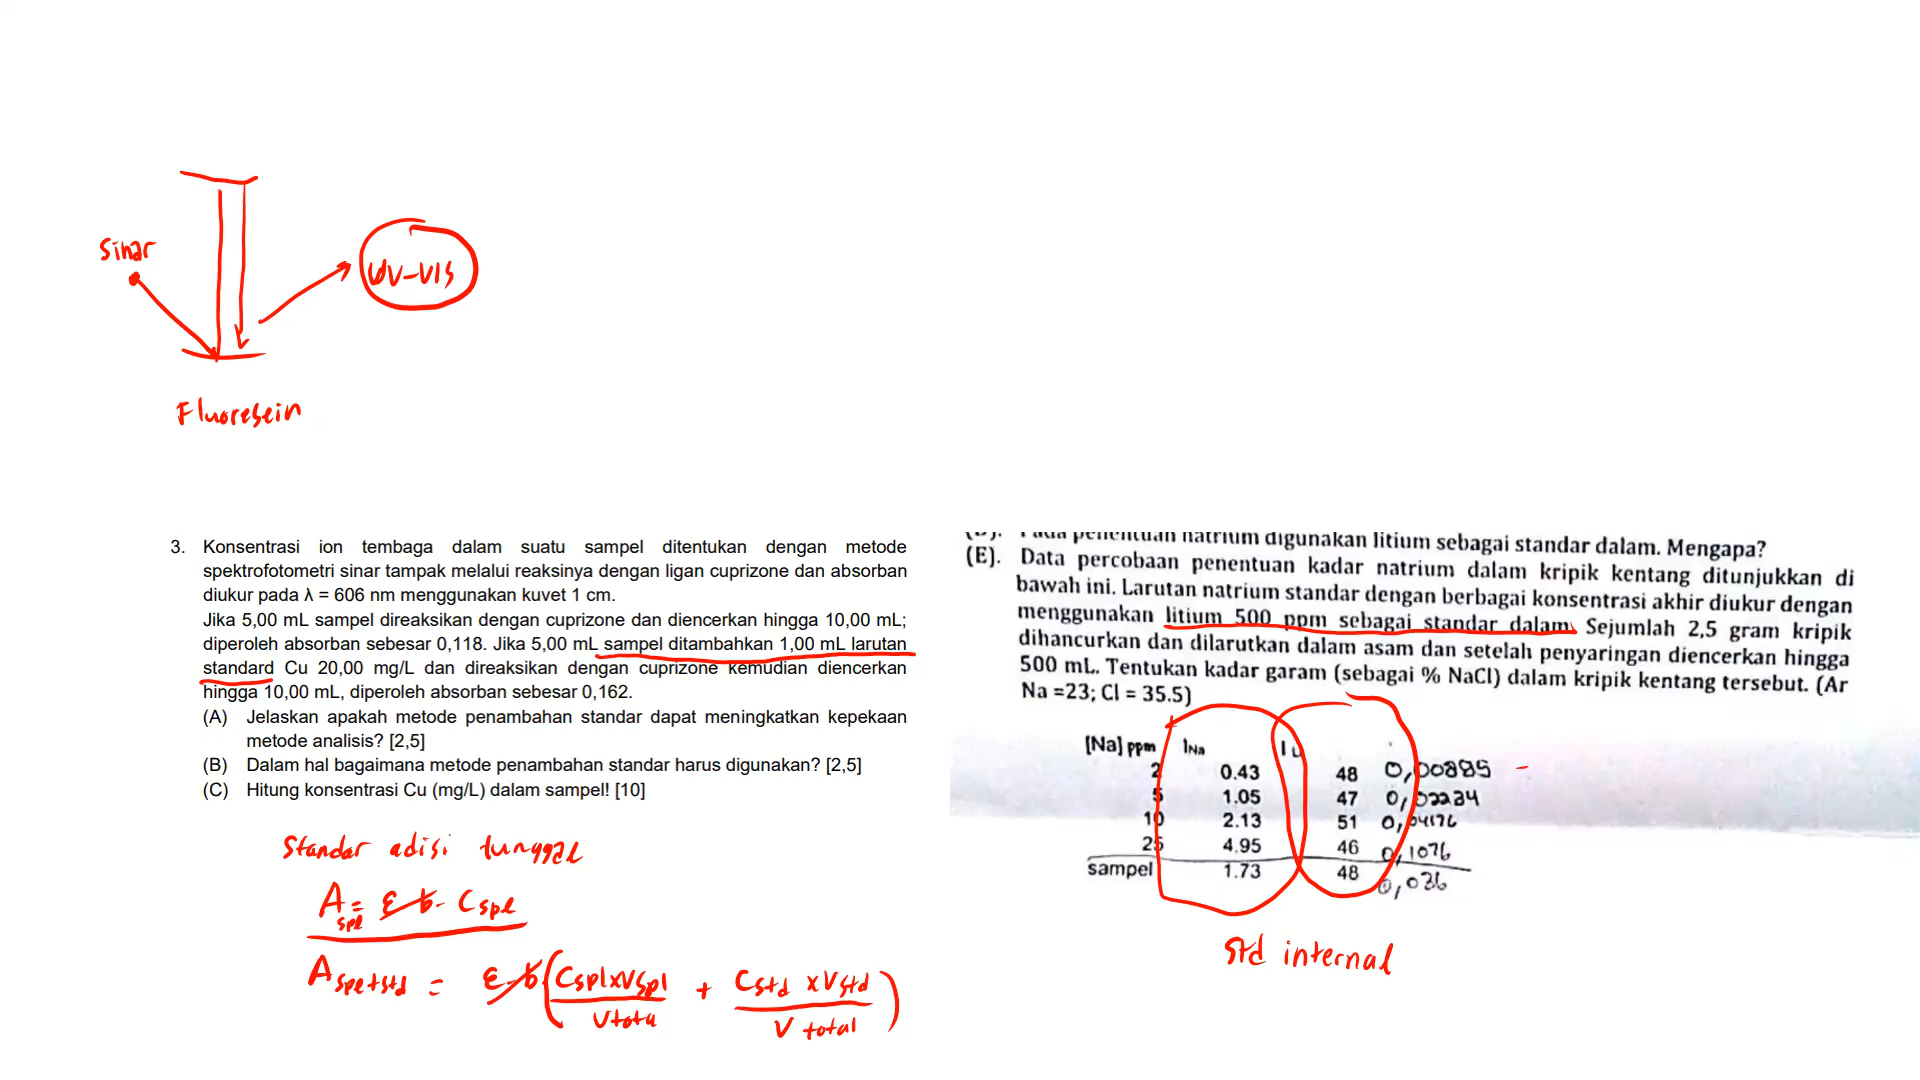 Sinar
UV-VIS
Fluoresein
3. Konsentrasi ion tembaga dalam suatu sampel ditentukan dengan metode
spektrofotometri sinar tampak melalui reaksinya dengan ligan cuprizone dan absorban
diukur pada λ = 606 nm menggunakan kuvet 1 cm.
Jika 5,00 mL sampel direaksikan dengan cuprizone dan diencerkan hingga 10,00 mL;
diperoleh absorban sebesar 0,118. Jika 5,00 mL sampel ditambahkan 1,00 mL larutan
standard Cu 20,00 mg/L dan direaksikan dengan cuprizone kemudian diencerkan
hingga 10,00 mL, diperoleh absorban sebesar 0,162.
(A) Jelaskan apakah metode penambahan standar dapat meningkatkan kepekaan
metode analisis? [2,5]
(B) Dalam hal bagaimana metode penambahan standar harus digunakan? [2,5]
(C) Hitung konsentrasi Cu (mg/L) dalam sampel! [10]
Standar adisi tunggal
A spl = ε b. Cspl
A spl+std = ε b (Cspl x Vspl / V total + Cstd x Vstd / V total)
(D). Pada penentuan natrium digunakan litium sebagai standar dalam. Mengapa?
(E). Data percobaan penentuan kadar natrium dalam kripik kentang ditunjukkan di
bawah ini. Larutan natrium standar dengan berbagai konsentrasi akhir diukur dengan
menggunakan litium 500 ppm sebagai standar dalam. Sejumlah 2,5 gram kripik
dihancurkan dan dilarutkan dalam asam dan setelah penyaringan diencerkan hingga
500 mL. Tentukan kadar garam (sebagai % NaCl) dalam kripik kentang tersebut. (Ar
Na =23; Cl = 35.5)
[Na] ppm INa I Li
2 0.43 48 0,00885 -
5 1.05 47 0,02234
10 2.13 51 0,04176
25 4.95 46 0,1076
sampel 1.73 48 0,036
Std internal